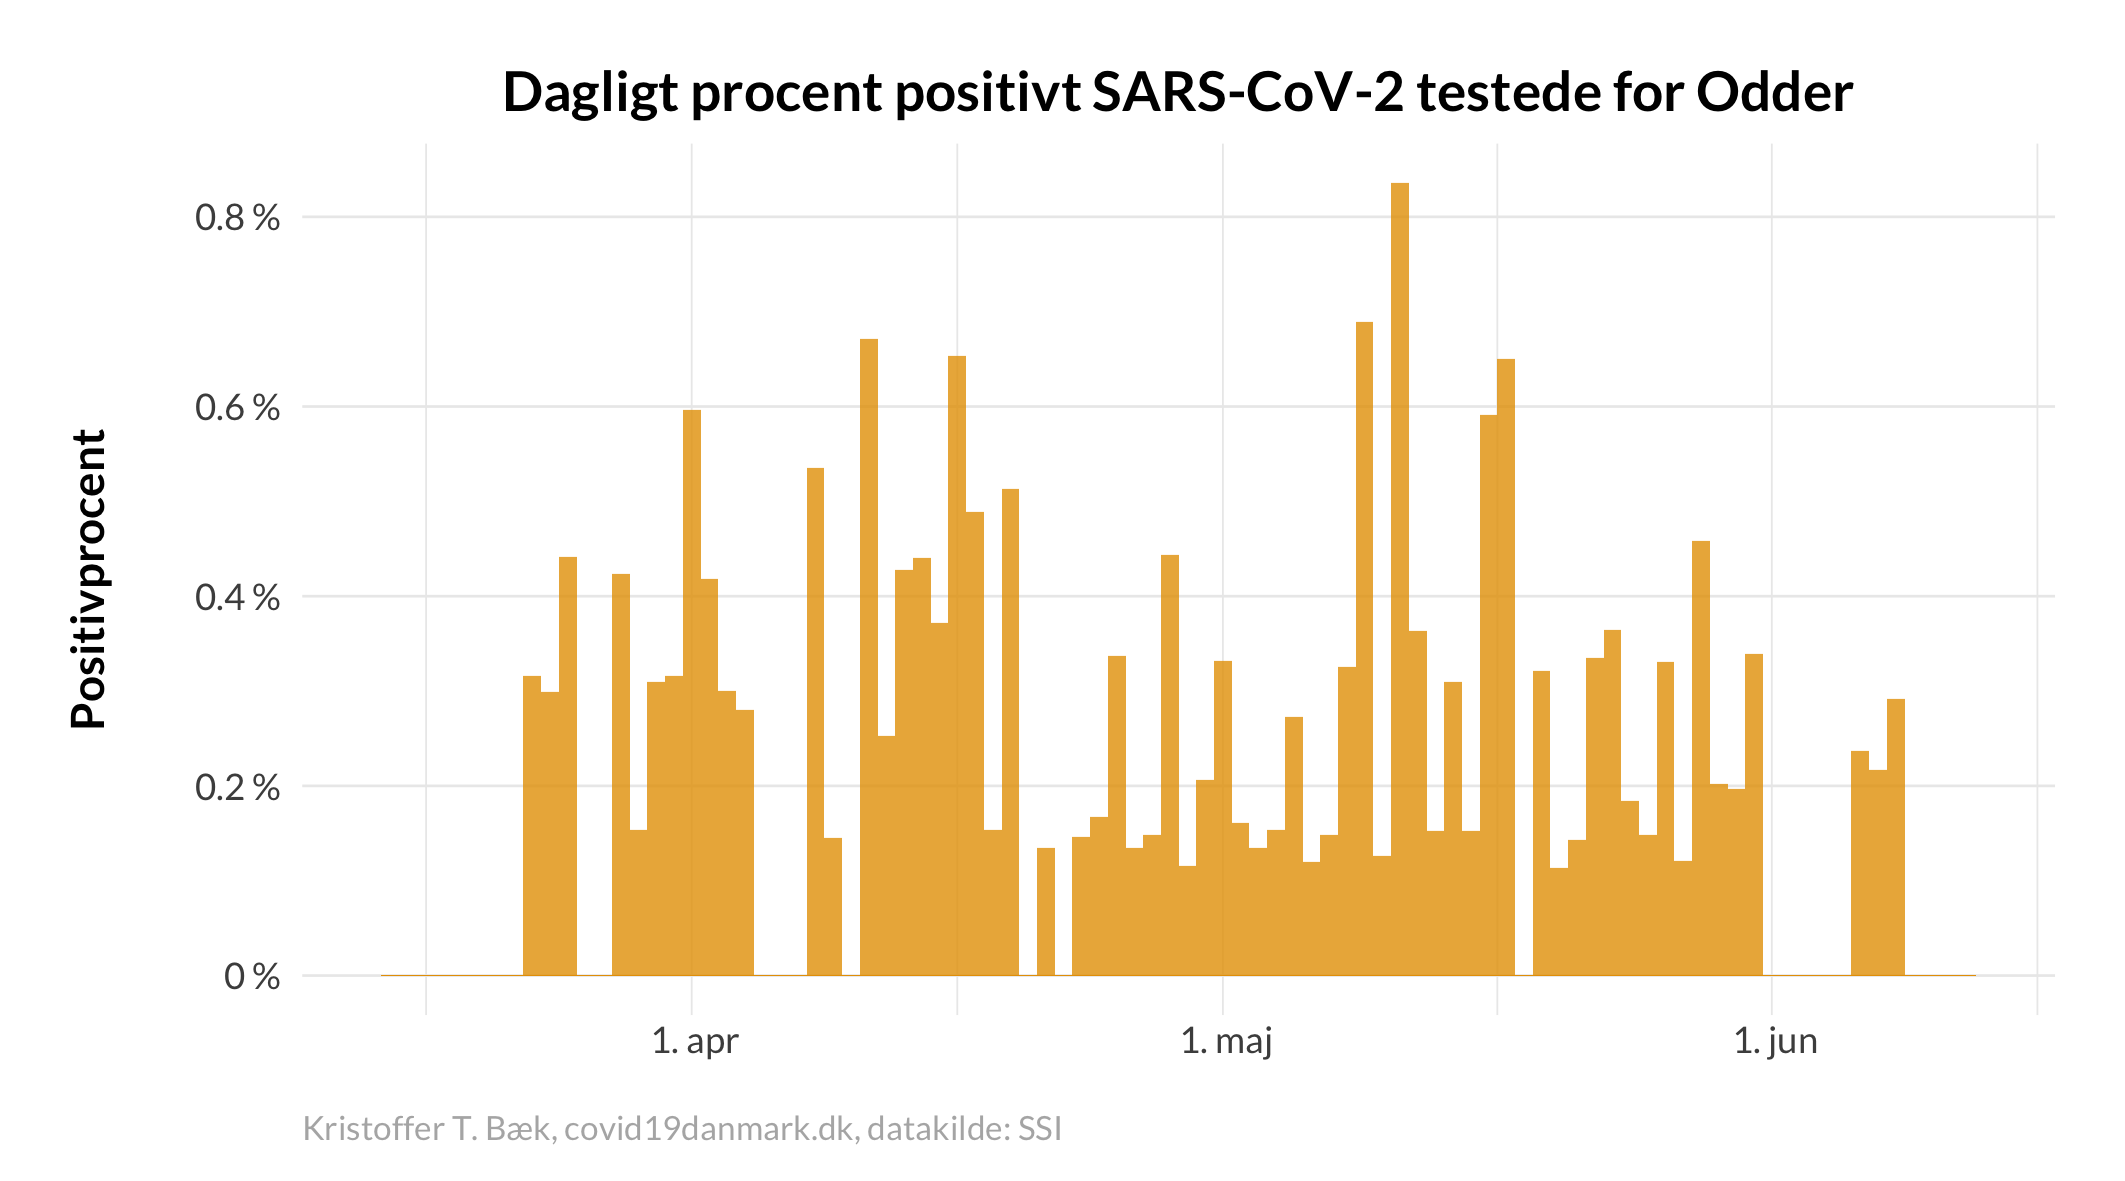 Dagligt procent positivt SARS-CoV-2 testede for Odder
Positivprocent
0.8 %
0.6 %
0.4 %
0.2 %
0 %
1. apr
1. maj
1. jun
Kristoffer T. Bæk, covid19danmark.dk, datakilde: SSI